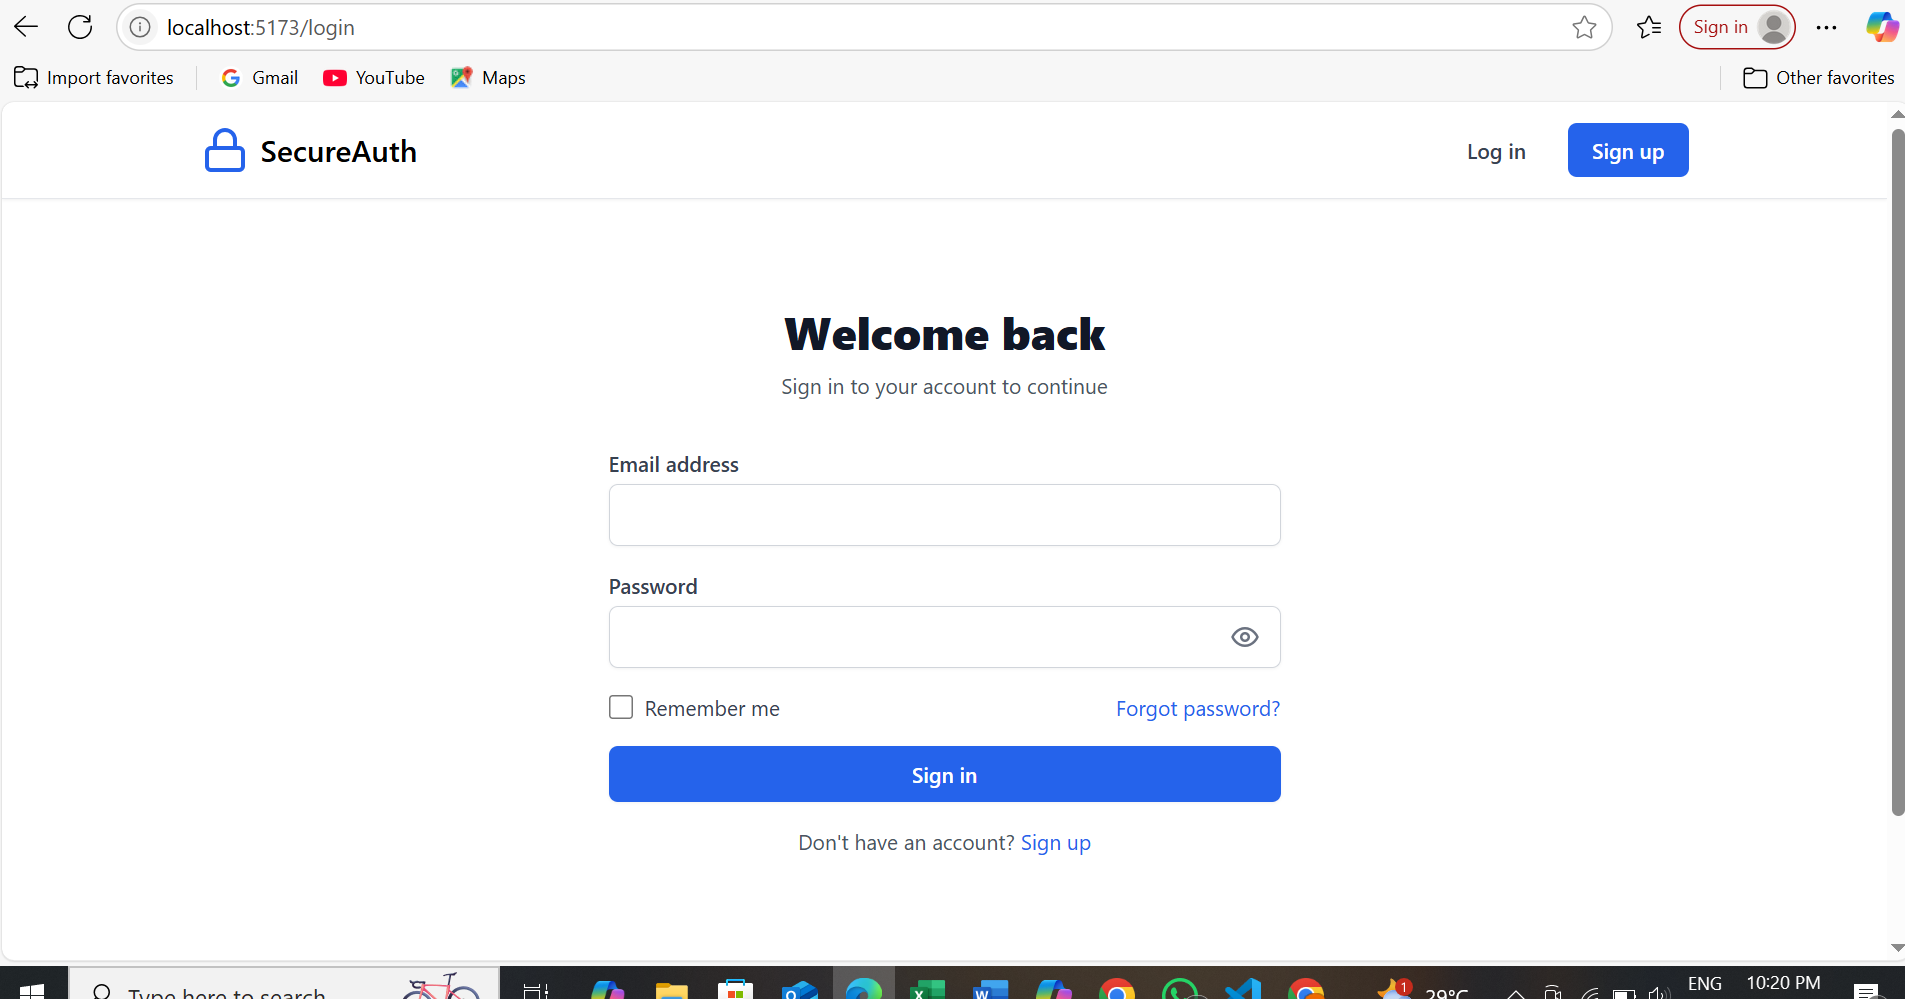 localhost:5173/login
Sign in
Import favorites
Gmail
YouTube
Maps
Other favorites
SecureAuth
Log in
Sign up
Welcome back
Sign in to your account to continue
Email address
Password
Remember me
Forgot password?
Sign in
Don't have an account? Sign up
Type here to search
1
29°C
ENG
10:20 PM